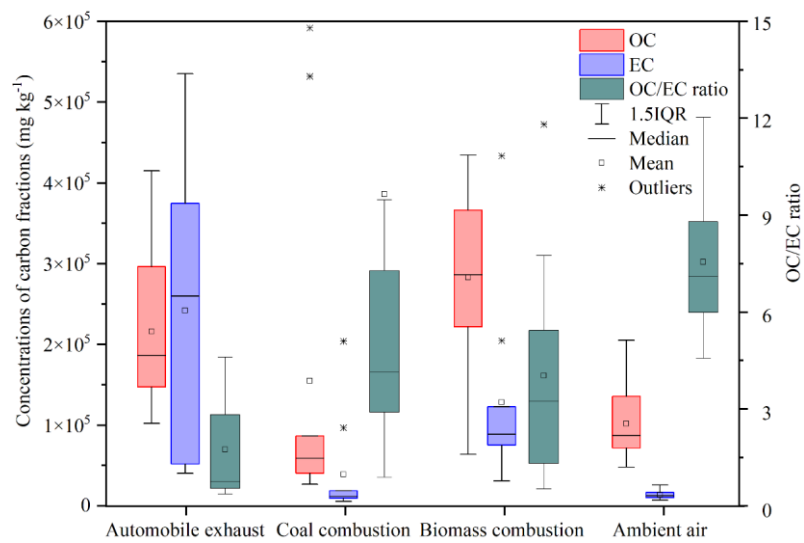 Concentrations of carbon fractions (mg kg⁻¹)
6×10⁵
5×10⁵
4×10⁵
3×10⁵
2×10⁵
1×10⁵
0
OC
EC
OC/EC ratio
1.5IQR
Median
Mean
Outliers
15
12
9
6
3
0
OC/EC ratio
Automobile exhaust Coal combustion Biomass combustion Ambient air